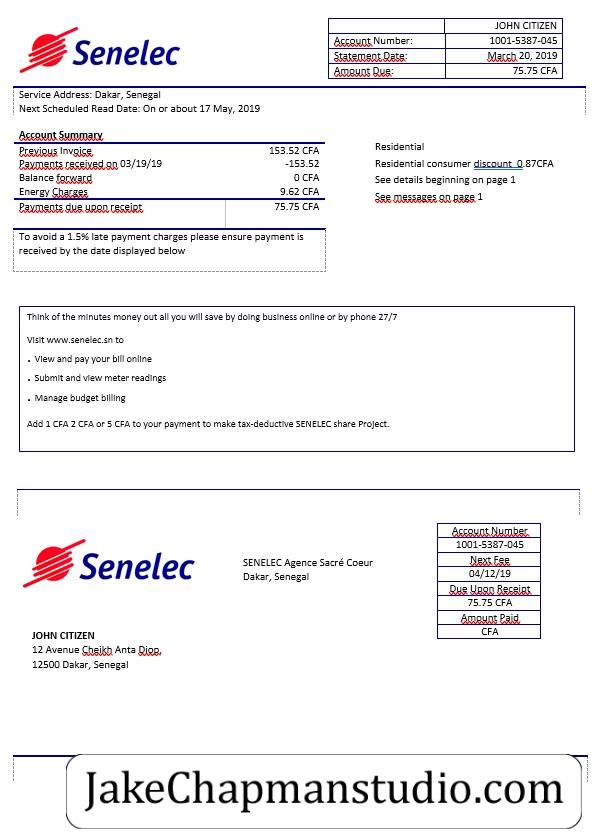 Senelec
JOHN CITIZEN
Account Number: 1001-5387-045
Statement Date: March 20, 2019
Amount Due: 75.75 CFA
Service Address: Dakar, Senegal
Next Scheduled Read Date: On or about 17 May, 2019
Account Summary
Previous Invoice 153.52 CFA
Payments received on 03/19/19 -153.52
Balance forward 0 CFA
Energy Charges 9.62 CFA
Payments due upon receipt 75.75 CFA
Residential
Residential consumer discount 0.87CFA
See details beginning on page 1
See messages on page 1
To avoid a 1.5% late payment charges please ensure payment is
received by the date displayed below
Think of the minutes money out all you will save by doing business online or by phone 27/7
Visit www.senelec.sn to
. View and pay your bill online
. Submit and view meter readings
. Manage budget billing
Add 1 CFA 2 CFA or 5 CFA to your payment to make tax-deductive SENELEC share Project.
Senelec
SENELEC Agence Sacré Coeur
Dakar, Senegal
Account Number
1001-5387-045
Next Fee
04/12/19
Due Upon Receipt
75.75 CFA
Amount Paid
CFA
JOHN CITIZEN
12 Avenue Cheikh Anta Diop,
12500 Dakar, Senegal
JakeChapmanstudio.com